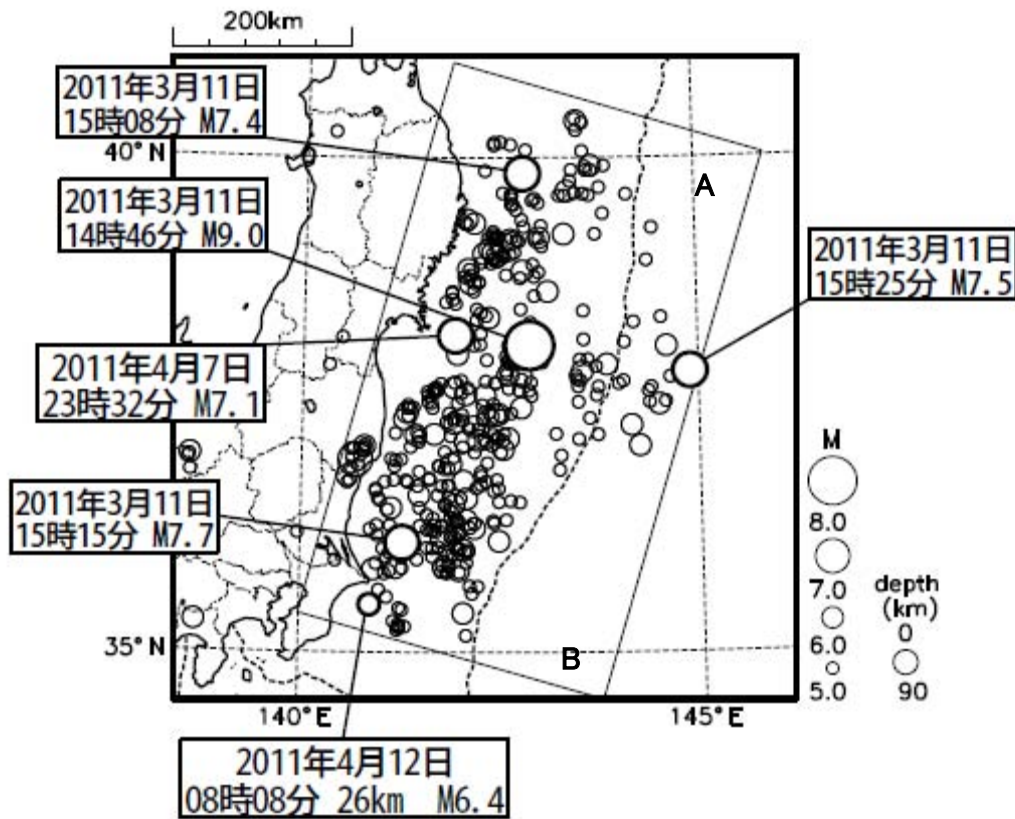 200km
2011年3月11日
15時08分 M7.4
40°N
A
2011年3月11日
14時46分 M9.0
2011年3月11日
15時25分 M7.5
2011年4月7日
23時32分 M7.1
2011年3月11日
15時15分 M7.7
M
8.0
7.0
6.0
5.0
depth
(km)
0
90
35°N
B
140°E
145°E
2011年4月12日
08時08分 26km M6.4